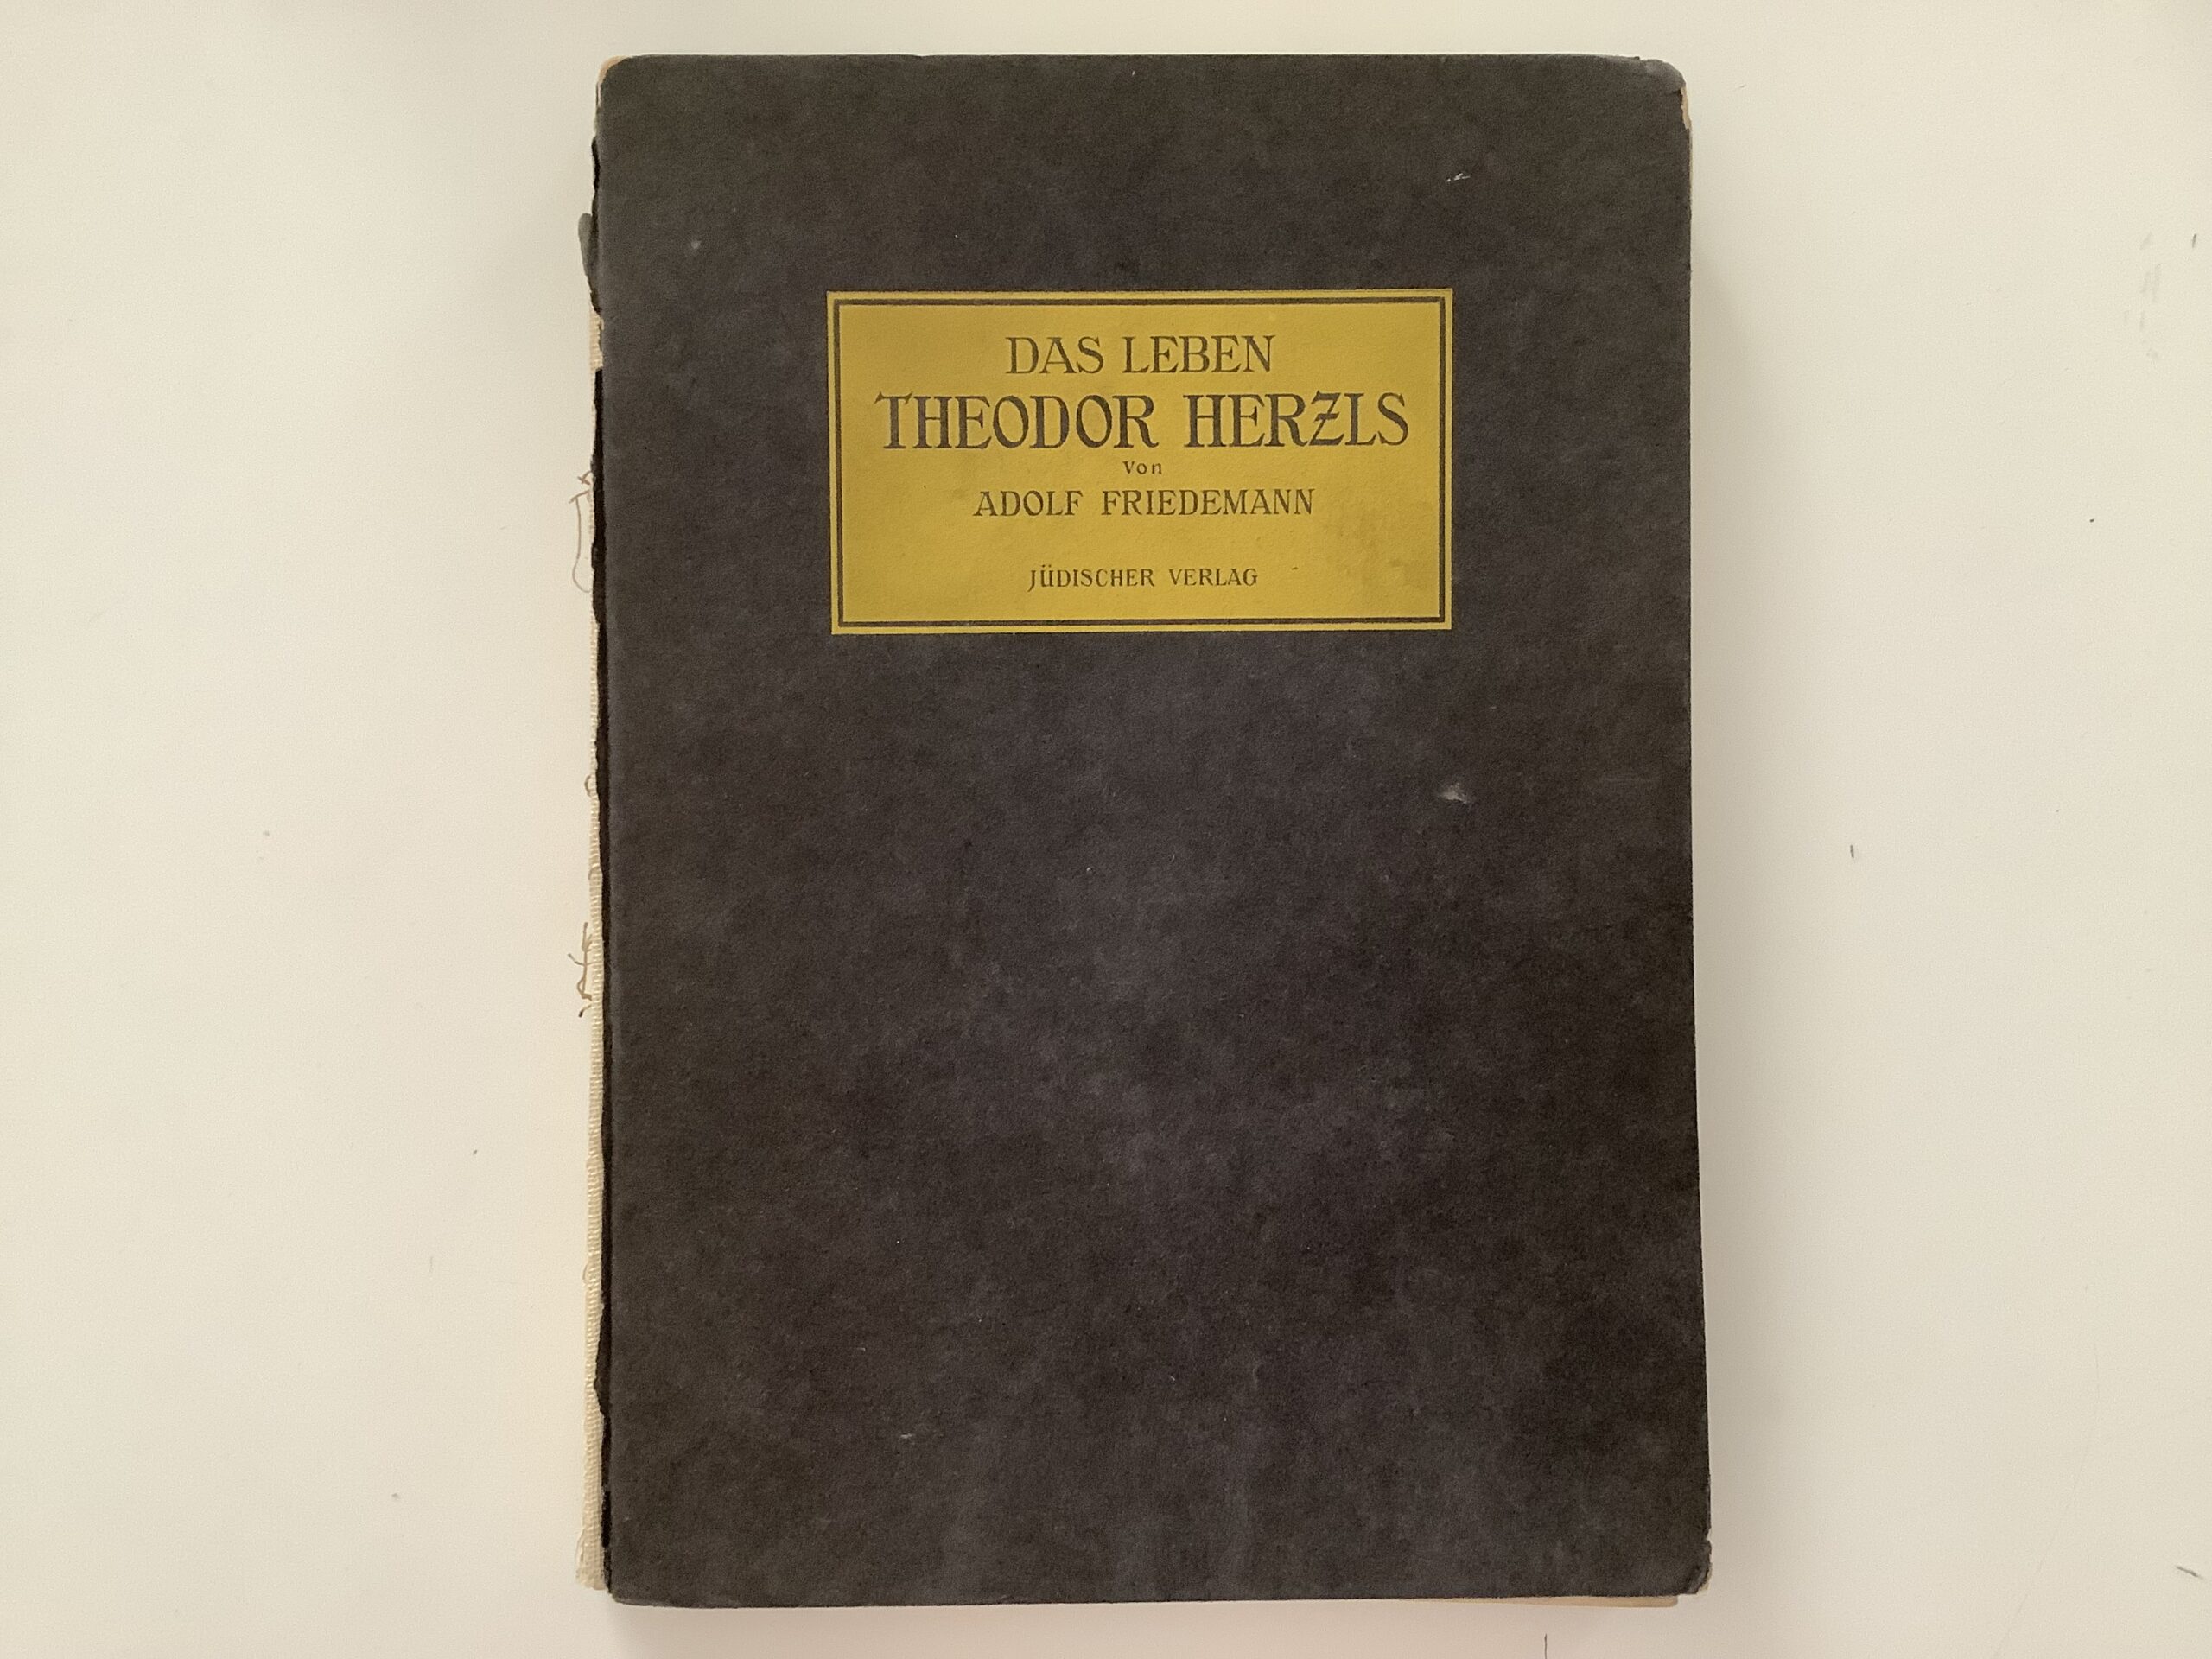 DAS LEBEN
THEODOR HERZLS
Von
ADOLF FRIEDEMANN
JÜDISCHER VERLAG